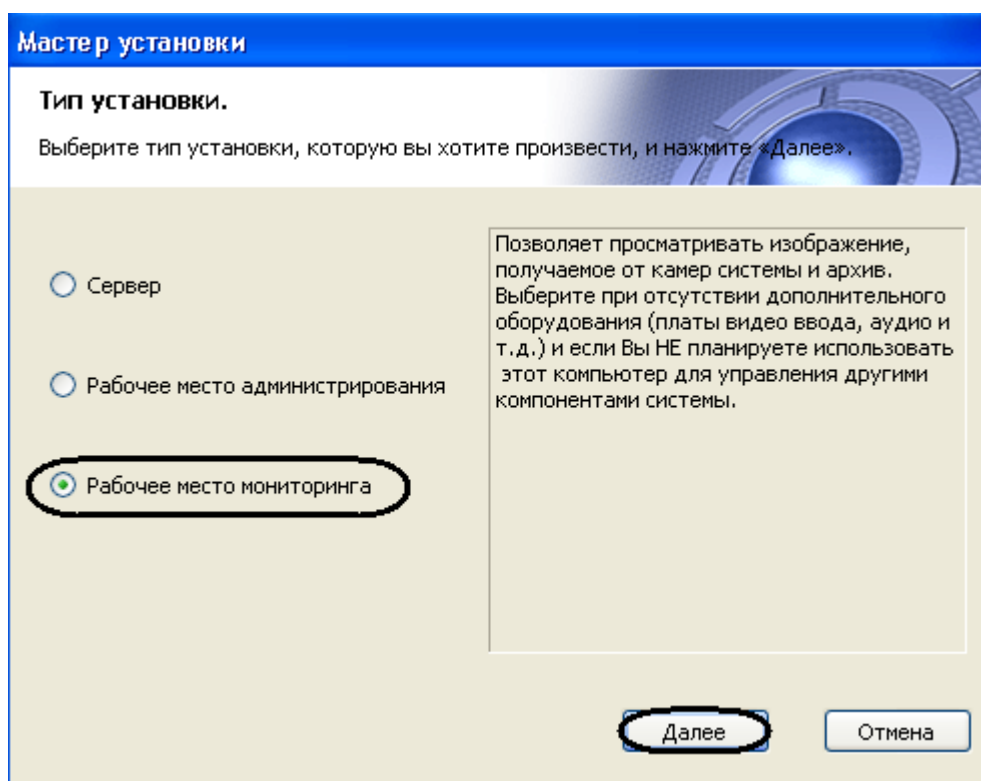 Мастер установки
Тип установки.
Выберите тип установки, которую вы хотите произвести, и нажмите «Далее».
Сервер
Рабочее место администрирования
Рабочее место мониторинга
Позволяет просматривать изображение,
получаемое от камер системы и архив.
Выберите при отсутствии дополнительного
оборудования (платы видео ввода, аудио и
т.д.) и если Вы НЕ планируете использовать
этот компьютер для управления другими
компонентами системы.
Далее
Отмена